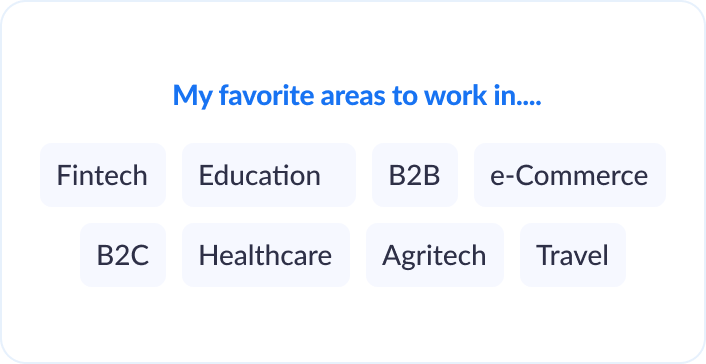 My favorite areas to work in....
Fintech Education B2B e-Commerce
B2C Healthcare Agritech Travel